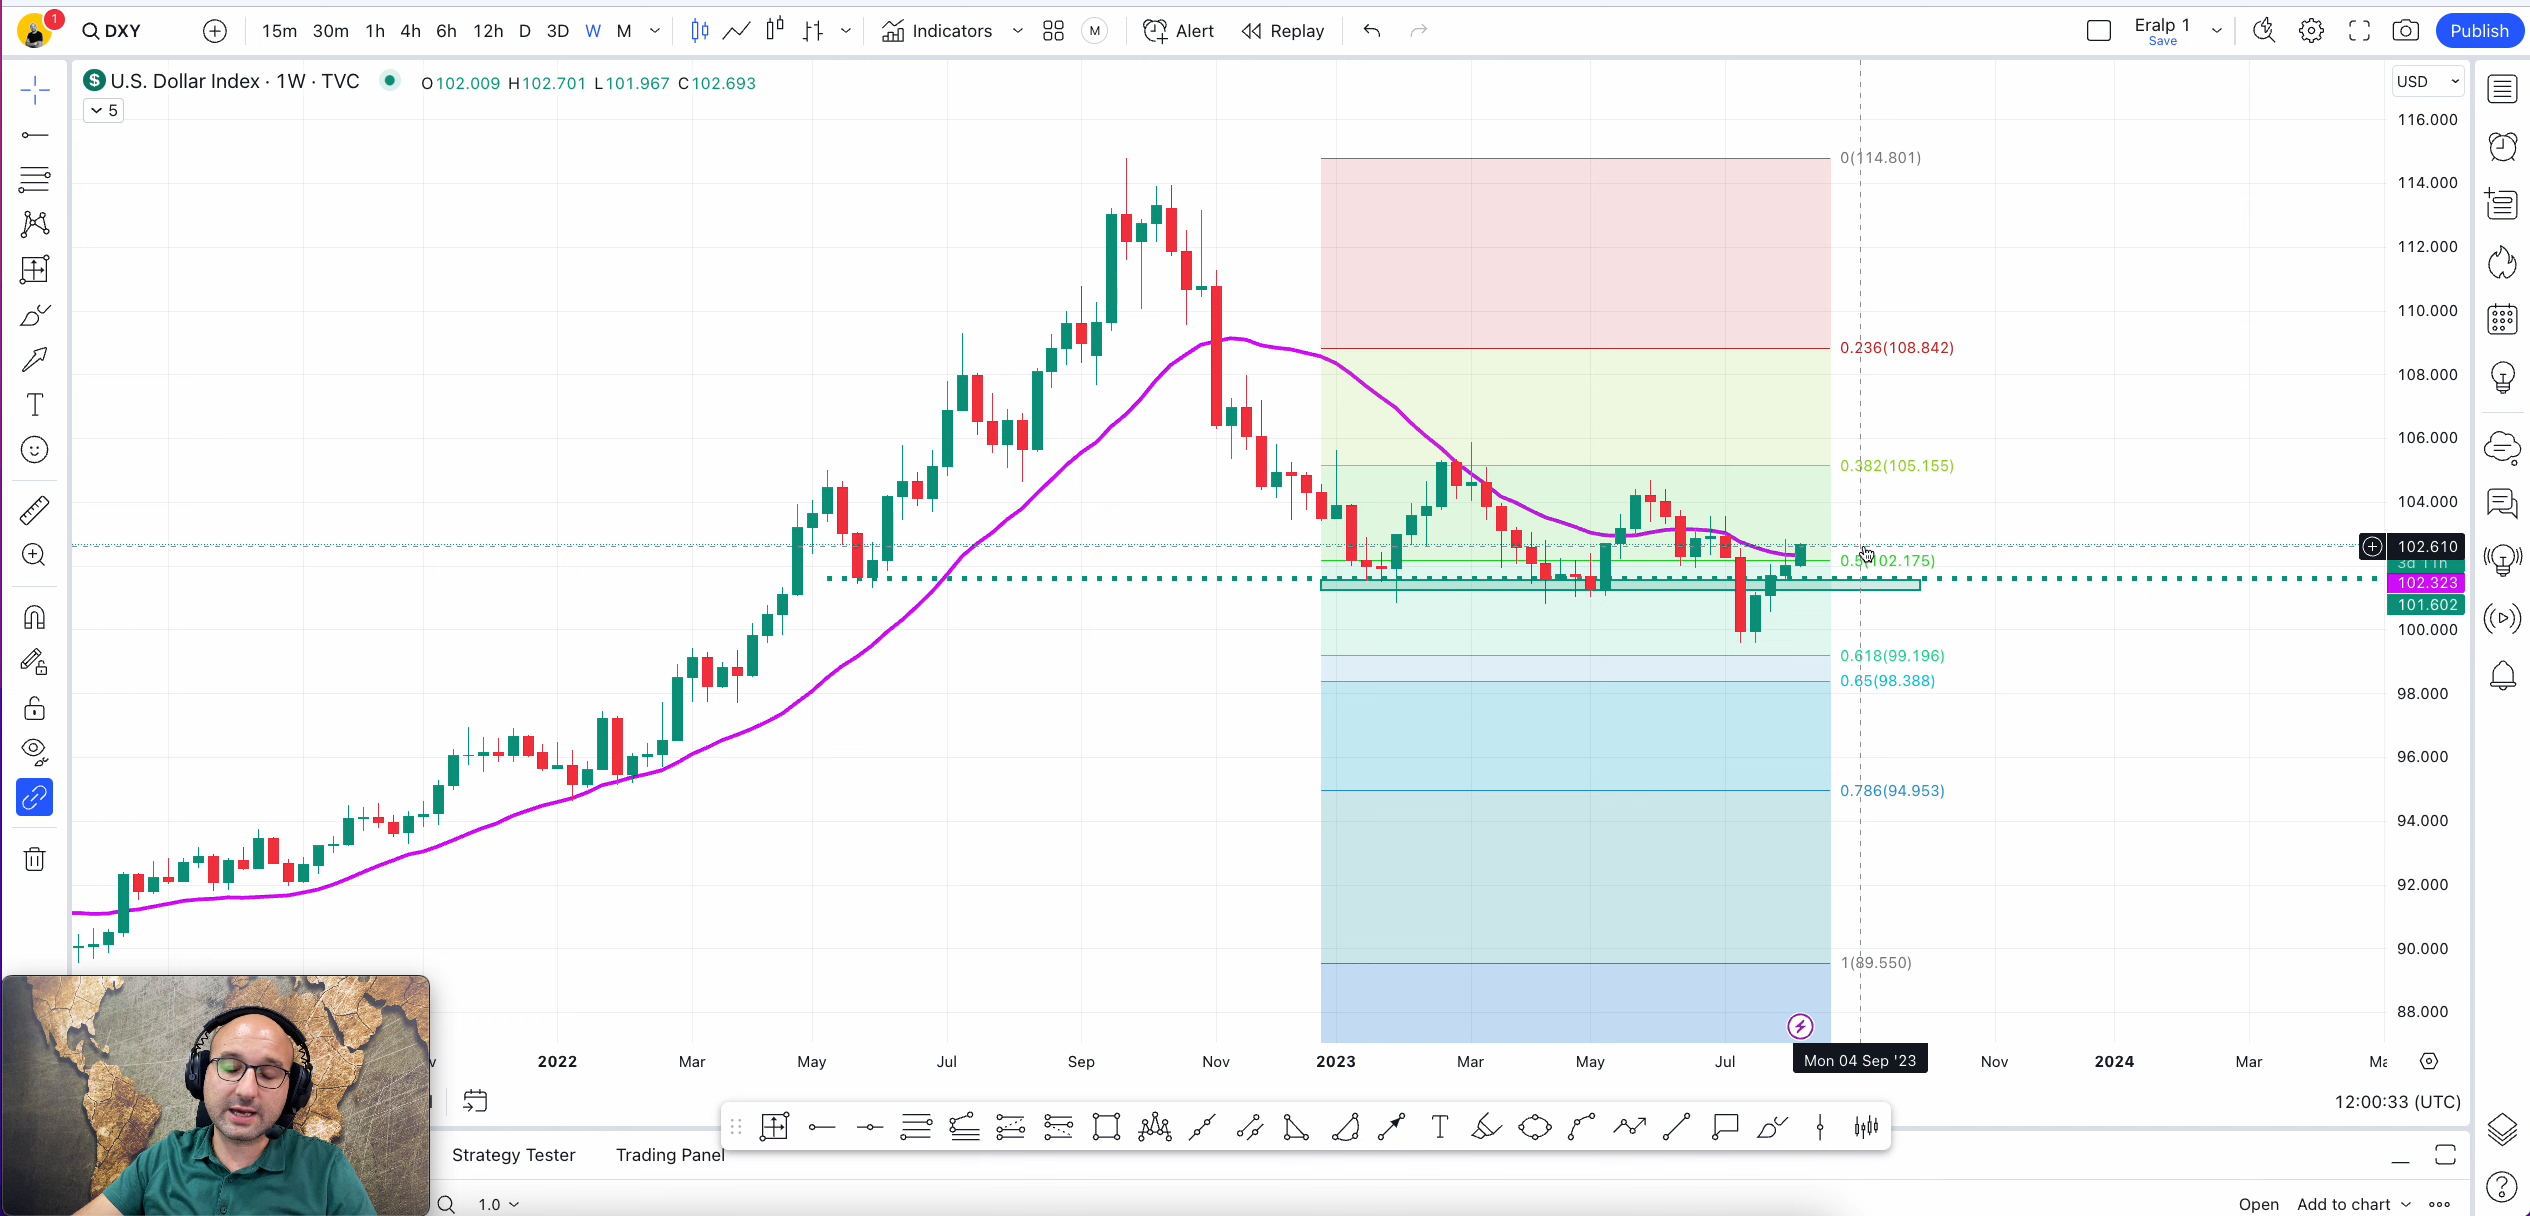 1
DXY
15m 30m 1h 4h 6h 12h D 3D W M
Indicators
M
Alert
Replay
Eralp 1
Save
Publish
$ U.S. Dollar Index · 1W · TVC
O102.009 H102.701 L101.967 C102.693
5
USD
116.000
114.000
112.000
110.000
108.000
106.000
104.000
102.610
3d 11h
102.323
101.602
100.000
98.000
96.000
94.000
92.000
90.000
88.000
0(114.801)
0.236(108.842)
0.382(105.155)
0.5(102.175)
0.618(99.196)
0.65(98.388)
0.786(94.953)
1(89.550)
2022 Mar May Jul Sep Nov 2023 Mar May Jul Mon 04 Sep '23 Nov 2024 Mar
12:00:33 (UTC)
Strategy Tester
Trading Panel
1.0
Open
Add to chart